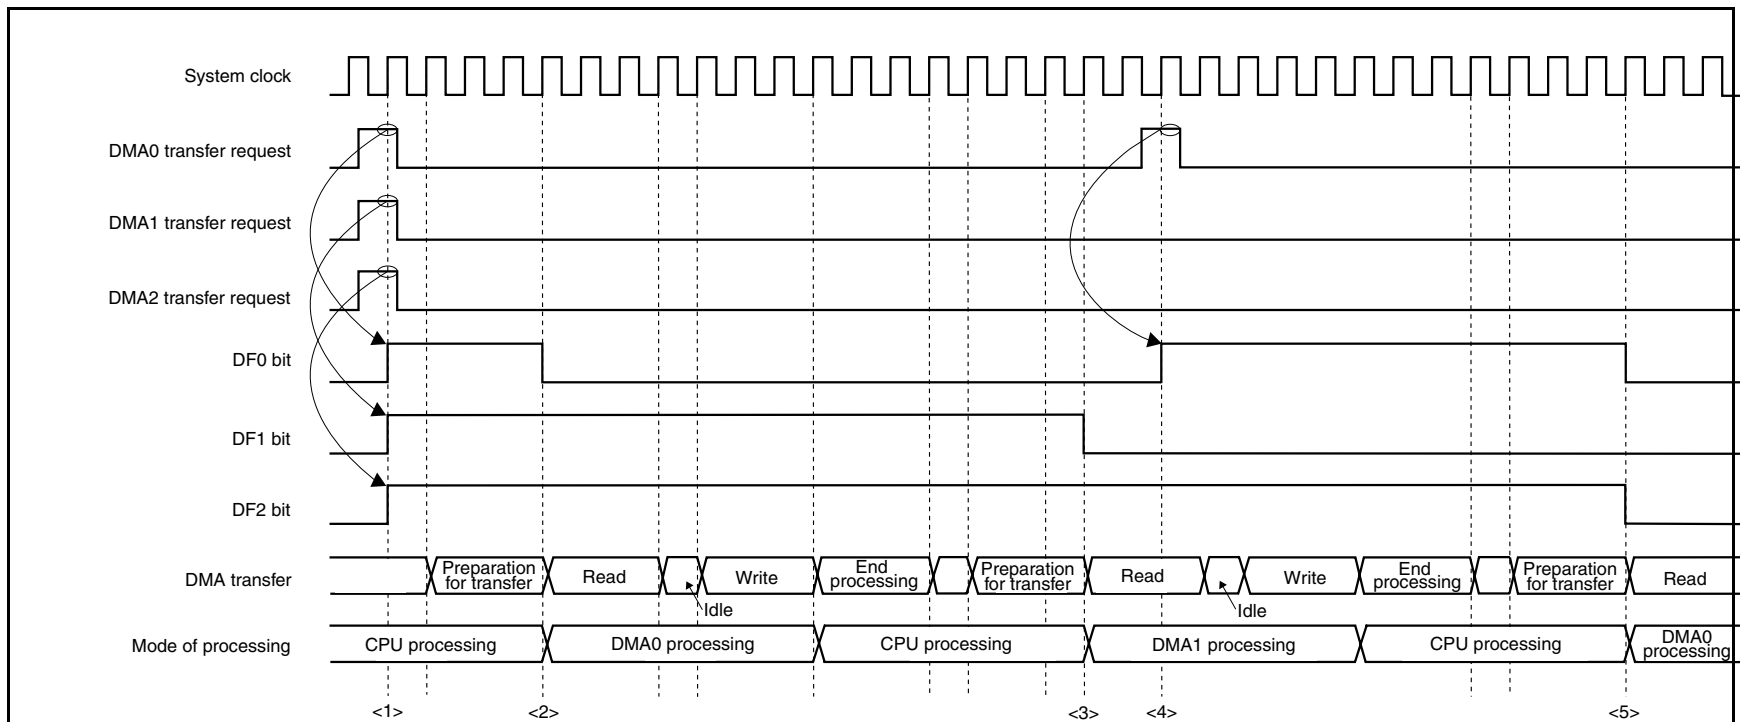 System clock
DMA0 transfer request
DMA1 transfer request
DMA2 transfer request
DF0 bit
DF1 bit
DF2 bit
DMA transfer
Preparation
for transfer
Read
Write
End
processing
Preparation
for transfer
Read
Write
End
processing
Preparation
for transfer
Read
Idle
Idle
Mode of processing
CPU processing
DMA0 processing
CPU processing
DMA1 processing
CPU processing
DMA0
processing
<1>
<2>
<3>
<4>
<5>